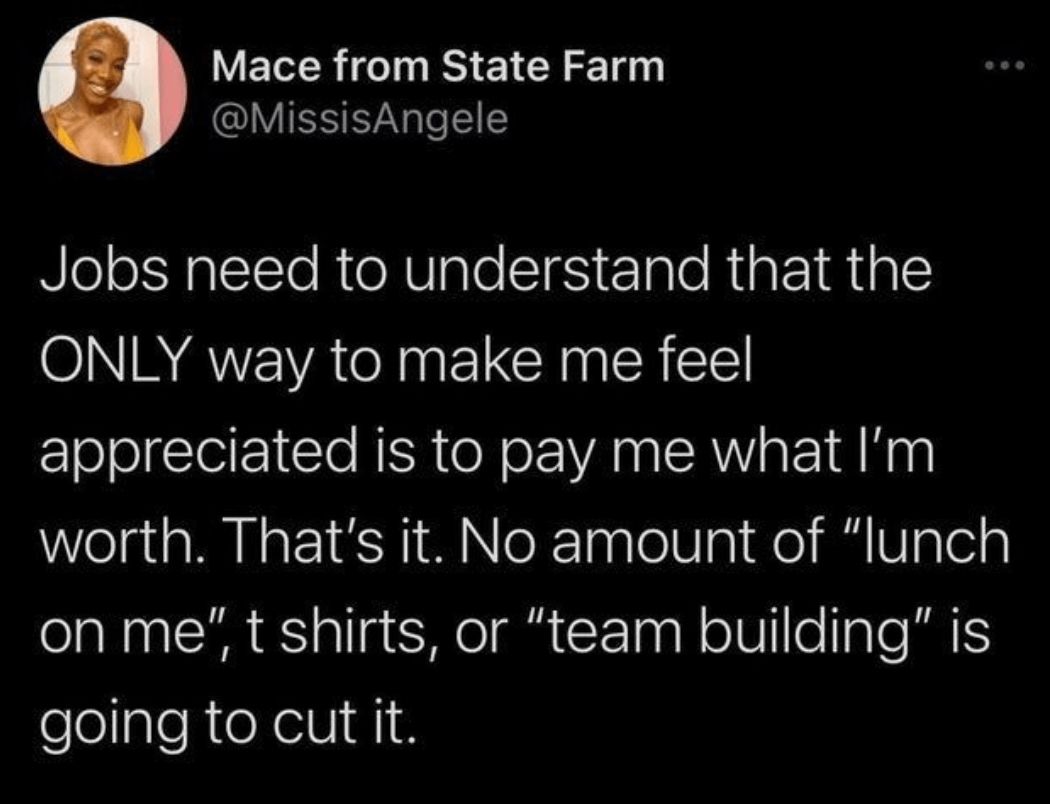 Mace from State Farm
@MissisAngele
Jobs need to understand that the
ONLY way to make me feel
appreciated is to pay me what I’m
worth. That’s it. No amount of “lunch
on me”, t shirts, or “team building” is
going to cut it.